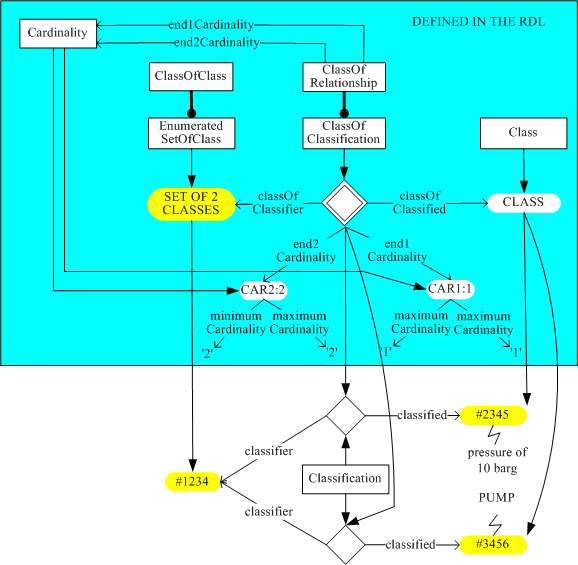 DEFINED IN THE RDL
Cardinality
end1Cardinality
end2Cardinality
ClassOfClass
ClassOf
Relationship
Enumerated
SetOfClass
ClassOf
Classification
Class
SET OF 2
CLASSES
classOf
Classifier
classOf
Classified
CLASS
end2
Cardinality
end1
Cardinality
CAR2:2
CAR1:1
minimum
Cardinality
maximum
Cardinality
maximum
Cardinality
maximum
Cardinality
'2'
'2'
'1'
'1'
classified
#2345
classifier
pressure of
10 barg
#1234
Classification
PUMP
classifier
classified
#3456